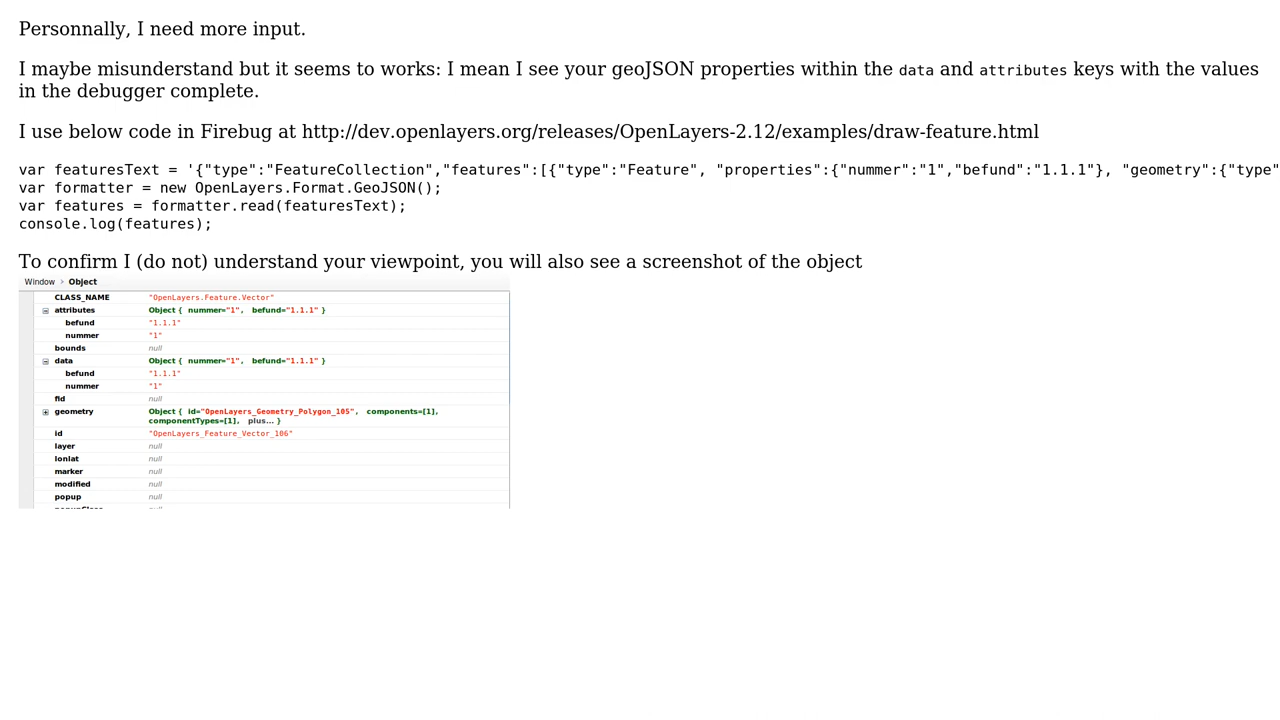 Personnally, I need more input.
I maybe misunderstand but it seems to works: I mean I see your geoJSON properties within the data and attributes keys with the values
in the debugger complete.
I use below code in Firebug at http://dev.openlayers.org/releases/OpenLayers-2.12/examples/draw-feature.html
var featuresText = '{"type":"FeatureCollection","features":[{"type":"Feature", "properties":{"nummer":"1","befund":"1.1.1"}, "geometry":{"type"
var formatter = new OpenLayers.Format.GeoJSON();
var features = formatter.read(featuresText);
console.log(features);
To confirm I (do not) understand your viewpoint, you will also see a screenshot of the object
Window > Object
CLASS_NAME "OpenLayers.Feature.Vector"
attributes Object { nummer="1", befund="1.1.1" }
befund "1.1.1"
nummer "1"
bounds null
data Object { nummer="1", befund="1.1.1" }
befund "1.1.1"
nummer "1"
fid null
geometry Object { id="OpenLayers_Geometry_Polygon_105", components=[1],
componentTypes=[1], plus... }
id "OpenLayers_Feature_Vector_106"
layer null
lonlat null
marker null
modified null
popup null